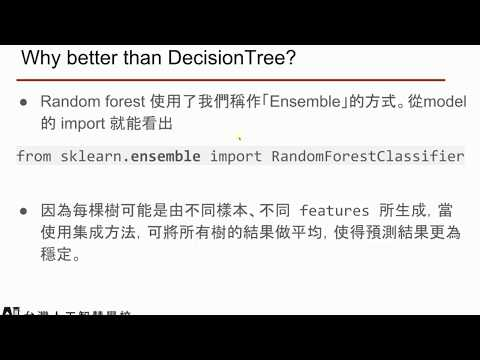 Why better than DecisionTree?
Random forest 使用了我們稱作「Ensemble」的方式。從model
的 import 就能看出
from sklearn.ensemble import RandomForestClassifier
因為每棵樹可能是由不同樣本、不同 features 所生成，當
使用集成方法，可將所有樹的結果做平均，使得預測結果更為
穩定。
台灣人工智慧學校